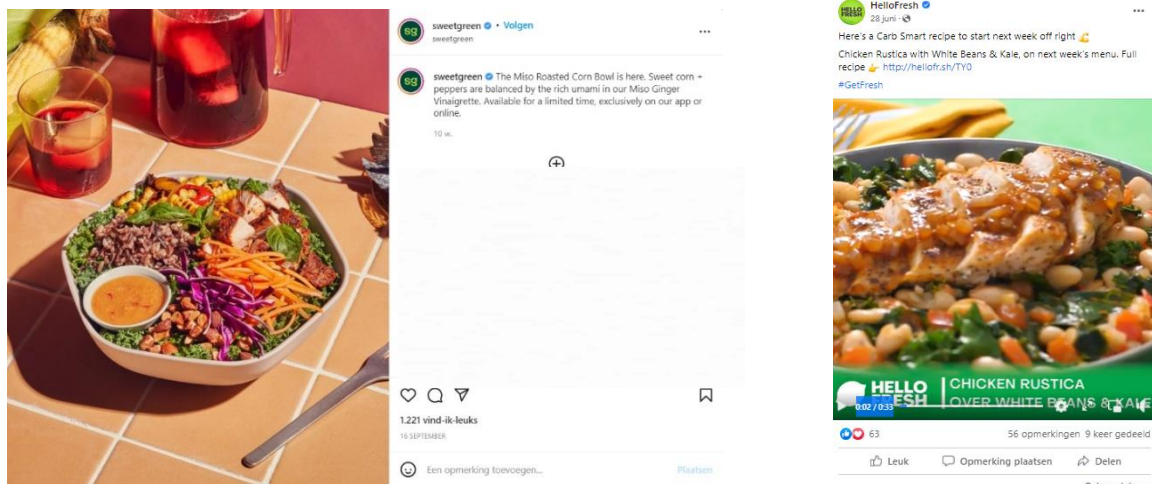 sg
sweetgreen • Volgen
sweetgreen
sg
sweetgreen The Miso Roasted Corn Bowl is here. Sweet corn +
peppers are balanced by the rich umami in our Miso Ginger
Vinaigrette. Available for a limited time, exclusively on our app or
online.
10 w.
1.221 vind-ik-leuks
16 SEPTEMBER
Een opmerking toevoegen...
Plaatsen
HELLO
FRESH
HelloFresh
28 juni ·
Here's a Carb Smart recipe to start next week off right 💪
Chicken Rustica with White Beans & Kale, on next week's menu. Full
recipe 👉 http://hellofr.sh/TY0
#GetFresh
HELLO
FRESH
CHICKEN RUSTICA
OVER WHITE BEANS & KALE
0:02 / 0:33
63
56 opmerkingen 9 keer gedeeld
Leuk
Opmerking plaatsen
Delen